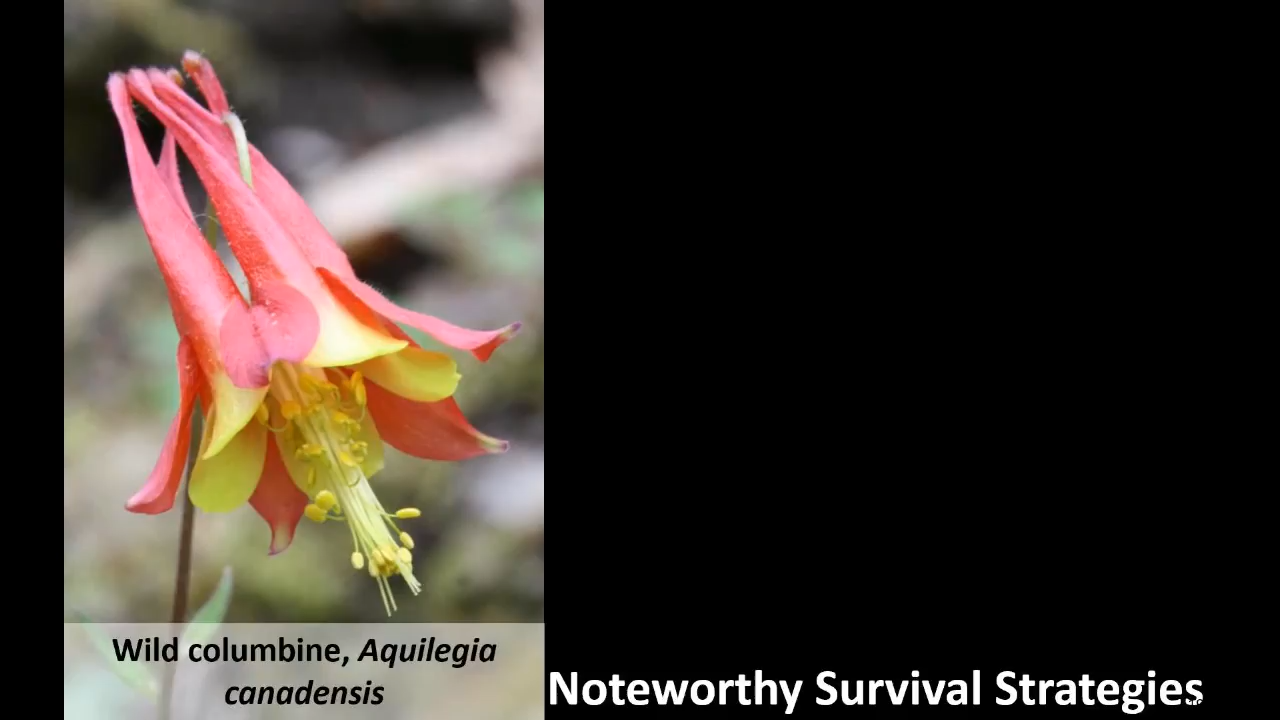 Wild columbine, Aquilegia
canadensis
Noteworthy Survival Strategies